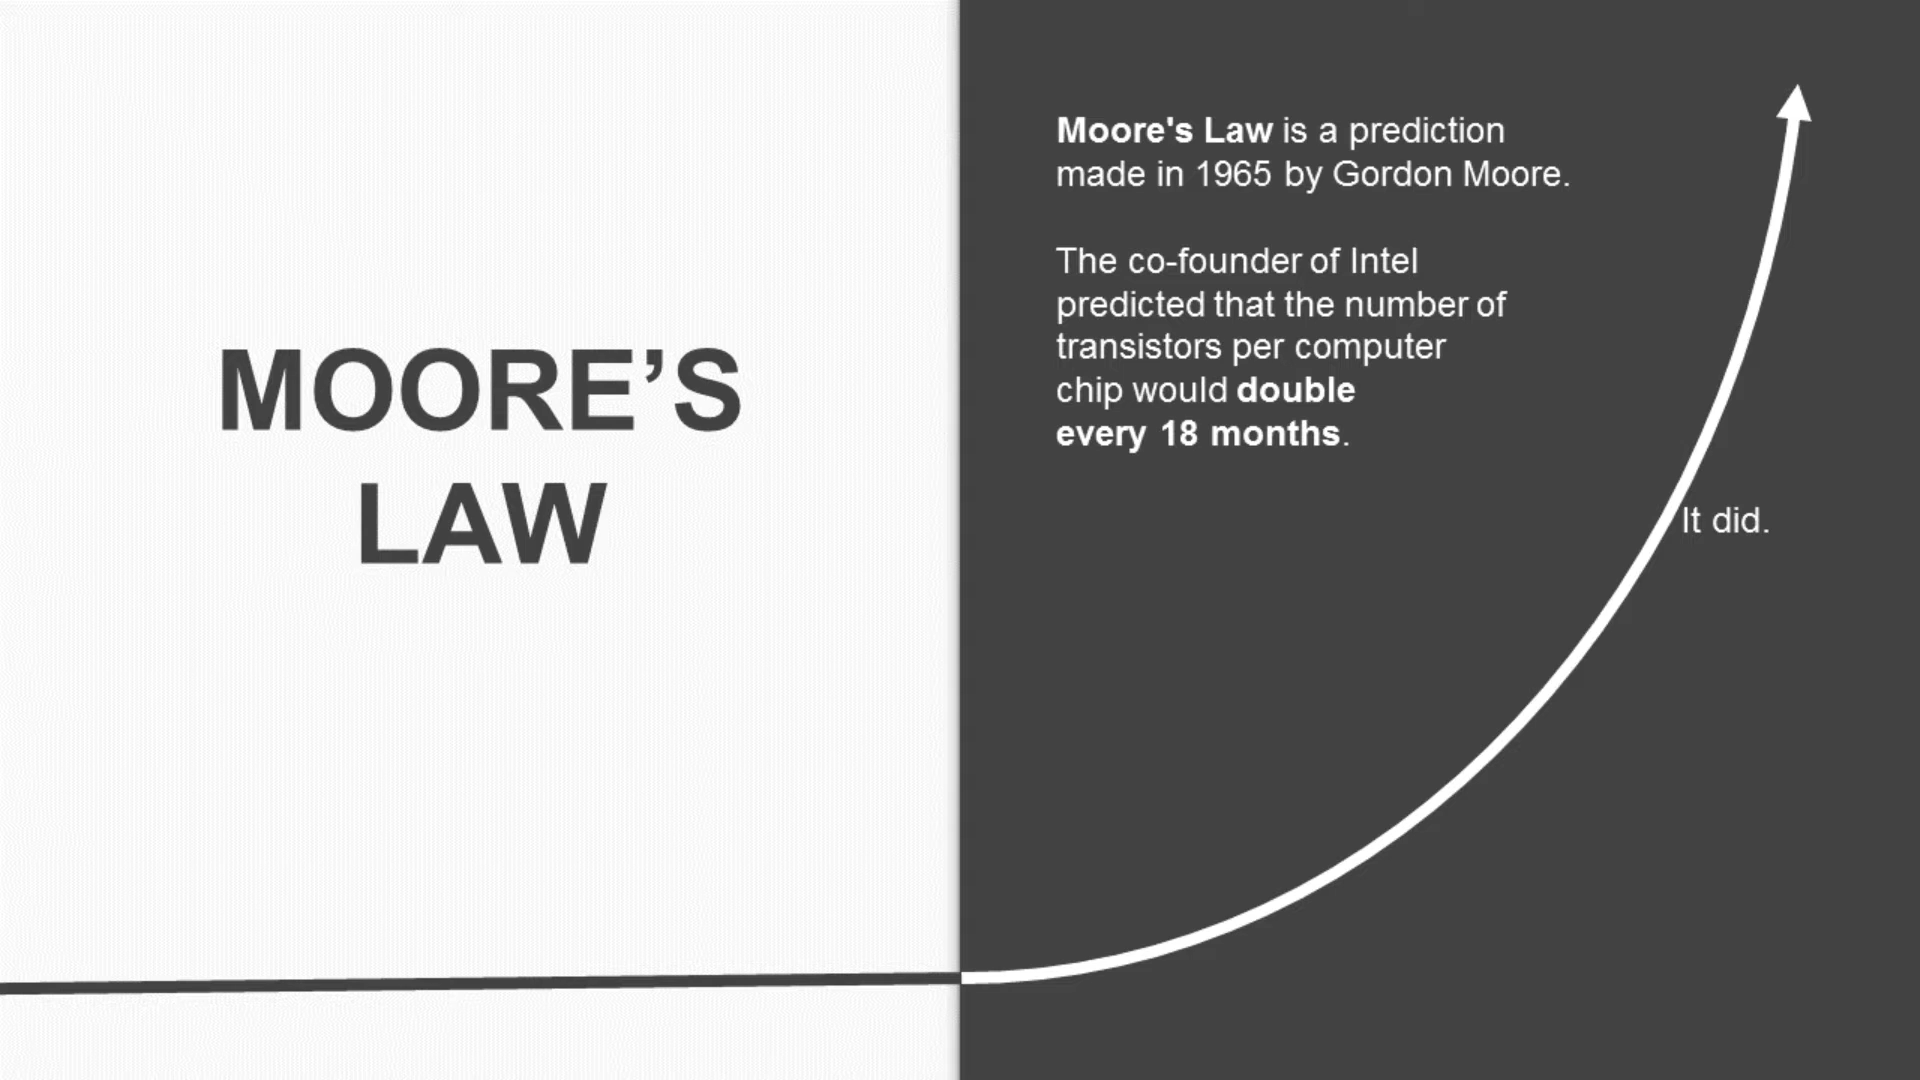 MOORE’S
LAW
Moore's Law is a prediction
made in 1965 by Gordon Moore.
The co-founder of Intel
predicted that the number of
transistors per computer
chip would double
every 18 months.
It did.